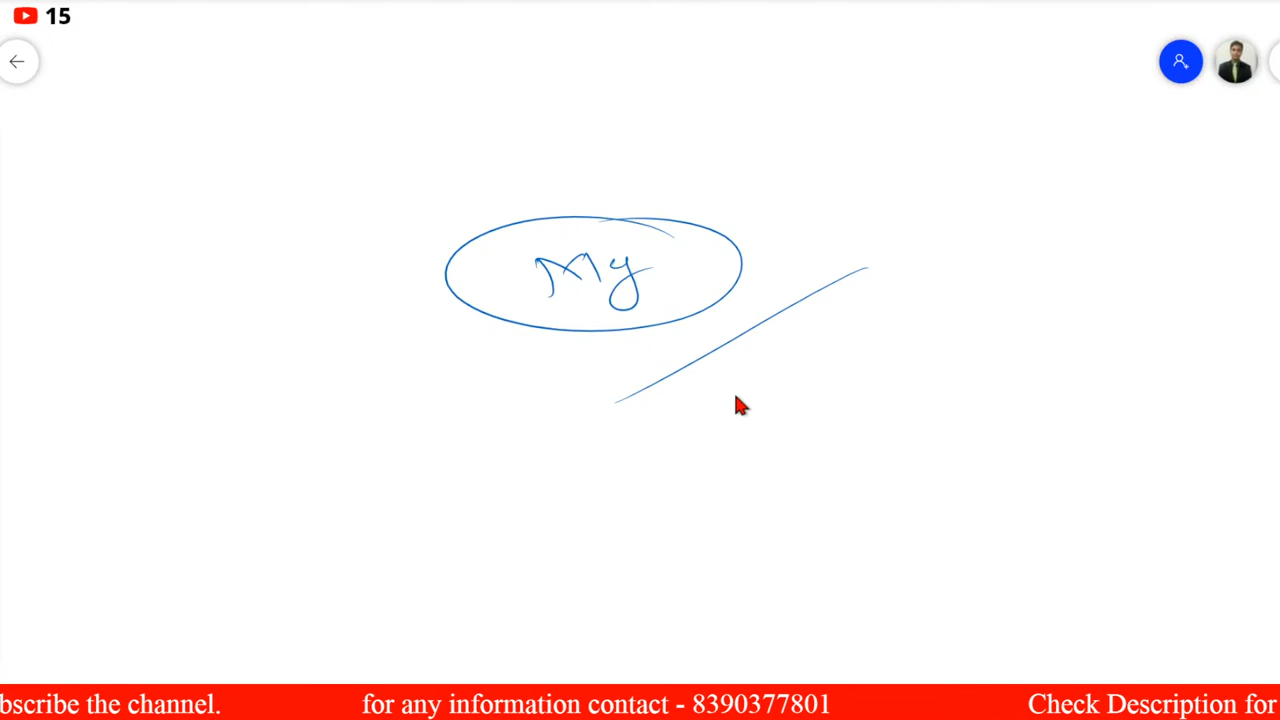 15
My
bscribe the channel. for any information contact - 8390377801 Check Description for